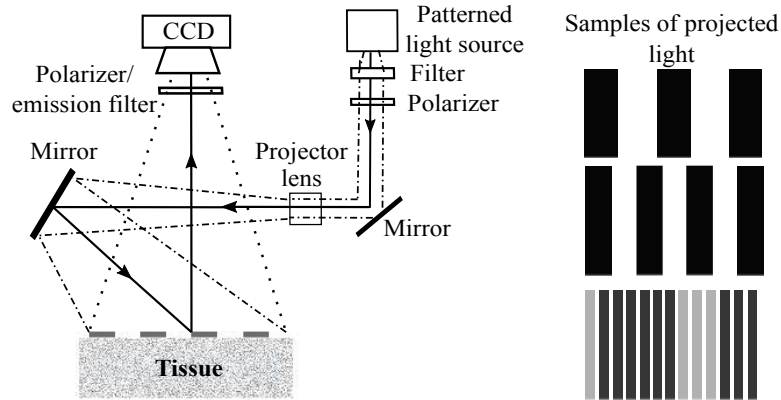 CCD
Patterned
light source
Filter
Polarizer
Polarizer/
emission filter
Mirror
Projector
lens
Mirror
Tissue
Samples of projected
light